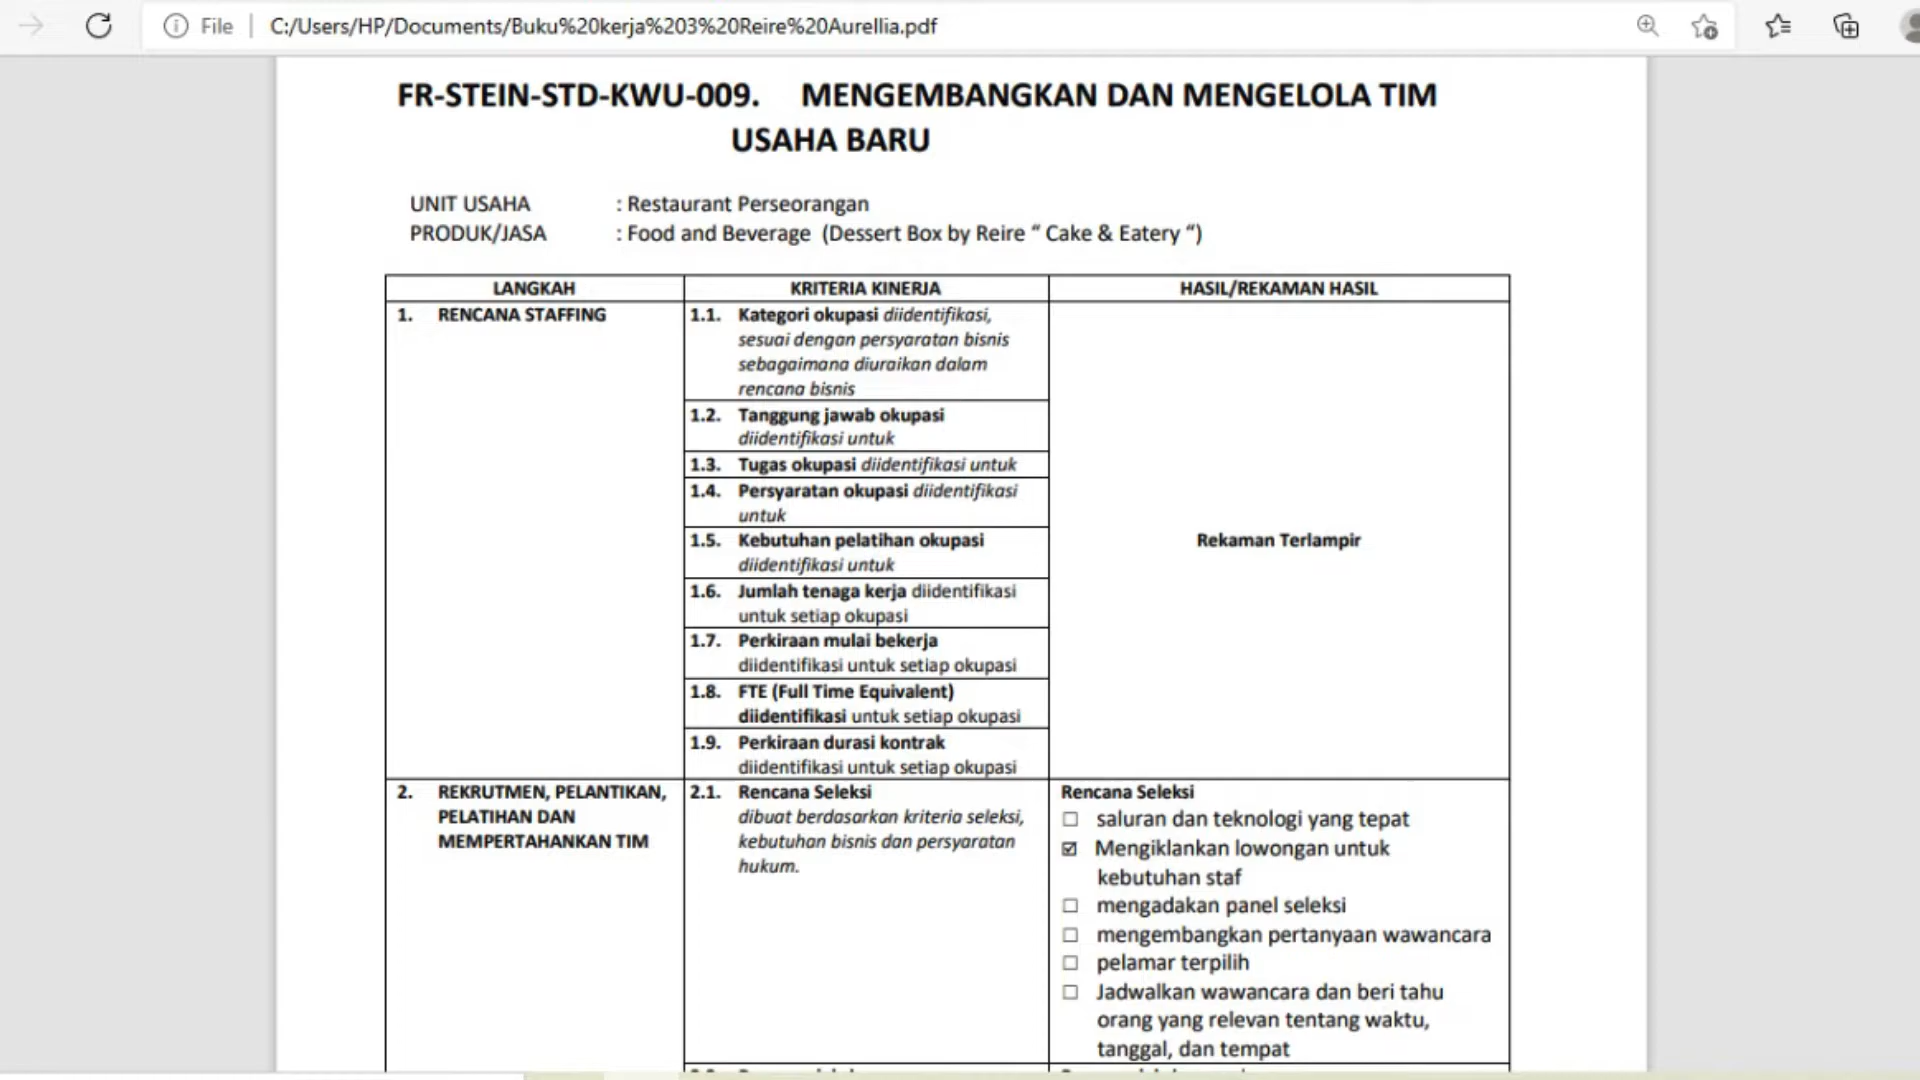 File C:/Users/HP/Documents/Buku%20kerja%203%20Reire%20Aurellia.pdf
FR-STEIN-STD-KWU-009. MENGEMBANGKAN DAN MENGELOLA TIM
USAHA BARU
UNIT USAHA : Restaurant Perseorangan
PRODUK/JASA : Food and Beverage (Dessert Box by Reire “ Cake & Eatery “)
LANGKAH KRITERIA KINERJA HASIL/REKAMAN HASIL
1. RENCANA STAFFING
1.1. Kategori okupasi diidentifikasi,
sesuai dengan persyaratan bisnis
sebagaimana diuraikan dalam
rencana bisnis
1.2. Tanggung jawab okupasi
diidentifikasi untuk
1.3. Tugas okupasi diidentifikasi untuk
1.4. Persyaratan okupasi diidentifikasi
untuk
1.5. Kebutuhan pelatihan okupasi
diidentifikasi untuk
1.6. Jumlah tenaga kerja diidentifikasi
untuk setiap okupasi
1.7. Perkiraan mulai bekerja
diidentifikasi untuk setiap okupasi
1.8. FTE (Full Time Equivalent)
diidentifikasi untuk setiap okupasi
1.9. Perkiraan durasi kontrak
diidentifikasi untuk setiap okupasi
Rekaman Terlampir
2. REKRUTMEN, PELANTIKAN,
PELATIHAN DAN
MEMPERTAHANKAN TIM
2.1. Rencana Seleksi
dibuat berdasarkan kriteria seleksi,
kebutuhan bisnis dan persyaratan
hukum.
Rencana Seleksi
☐ saluran dan teknologi yang tepat
☑ Mengiklankan lowongan untuk
kebutuhan staf
☐ mengadakan panel seleksi
☐ mengembangkan pertanyaan wawancara
☐ pelamar terpilih
☐ Jadwalkan wawancara dan beri tahu
orang yang relevan tentang waktu,
tanggal, dan tempat